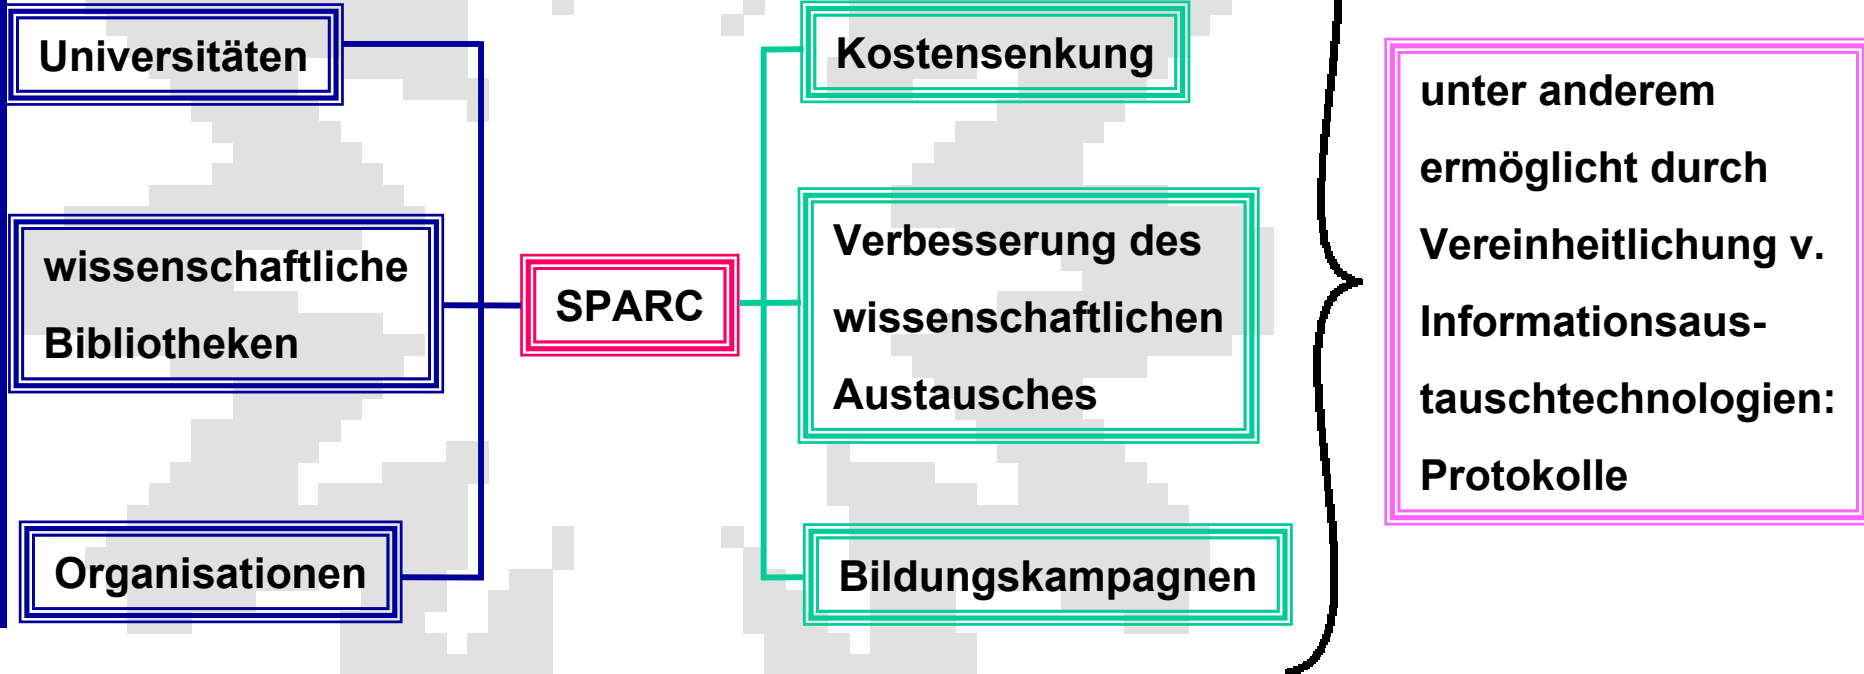 Universitäten
wissenschaftliche
Bibliotheken
Organisationen
SPARC
Kostensenkung
Verbesserung des
wissenschaftlichen
Austausches
Bildungskampagnen
unter anderem
ermöglicht durch
Vereinheitlichung v.
Informationsaus-
tauschtechnologien:
Protokolle